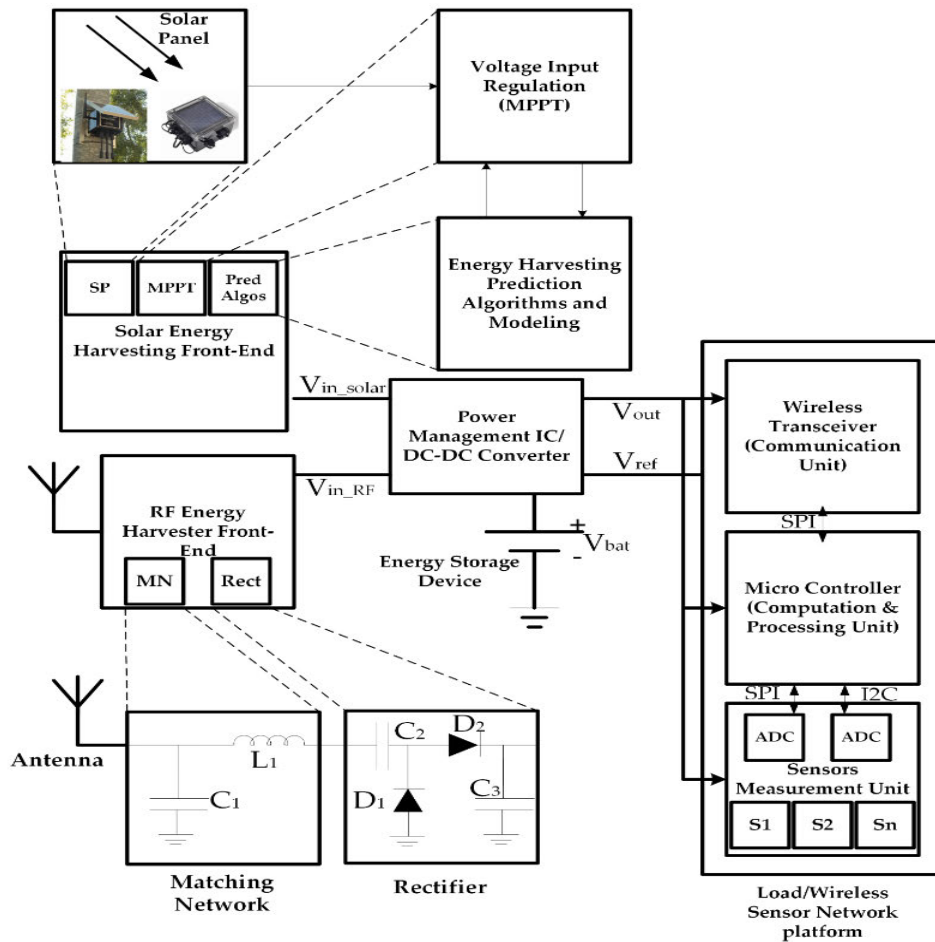 Solar
Panel
Voltage Input
Regulation
(MPPT)
SP
MPPT
Pred
Algos
Solar Energy
Harvesting Front-End
Energy Harvesting
Prediction
Algorithms and
Modeling
Vin_solar
Power
Management IC/
DC-DC Converter
Vout
Vref
Wireless
Transceiver
(Communication
Unit)
Vin_RF
RF Energy
Harvester Front-
End
MN
Rect
+
Vbat
-
Energy Storage
Device
SPI
Micro Controller
(Computation &
Processing Unit)
SPI
I2C
ADC
ADC
Sensors
Measurement Unit
S1
S2
Sn
Antenna
L1
C1
C2
D2
D1
C3
Matching
Network
Rectifier
Load/Wireless
Sensor Network
platform